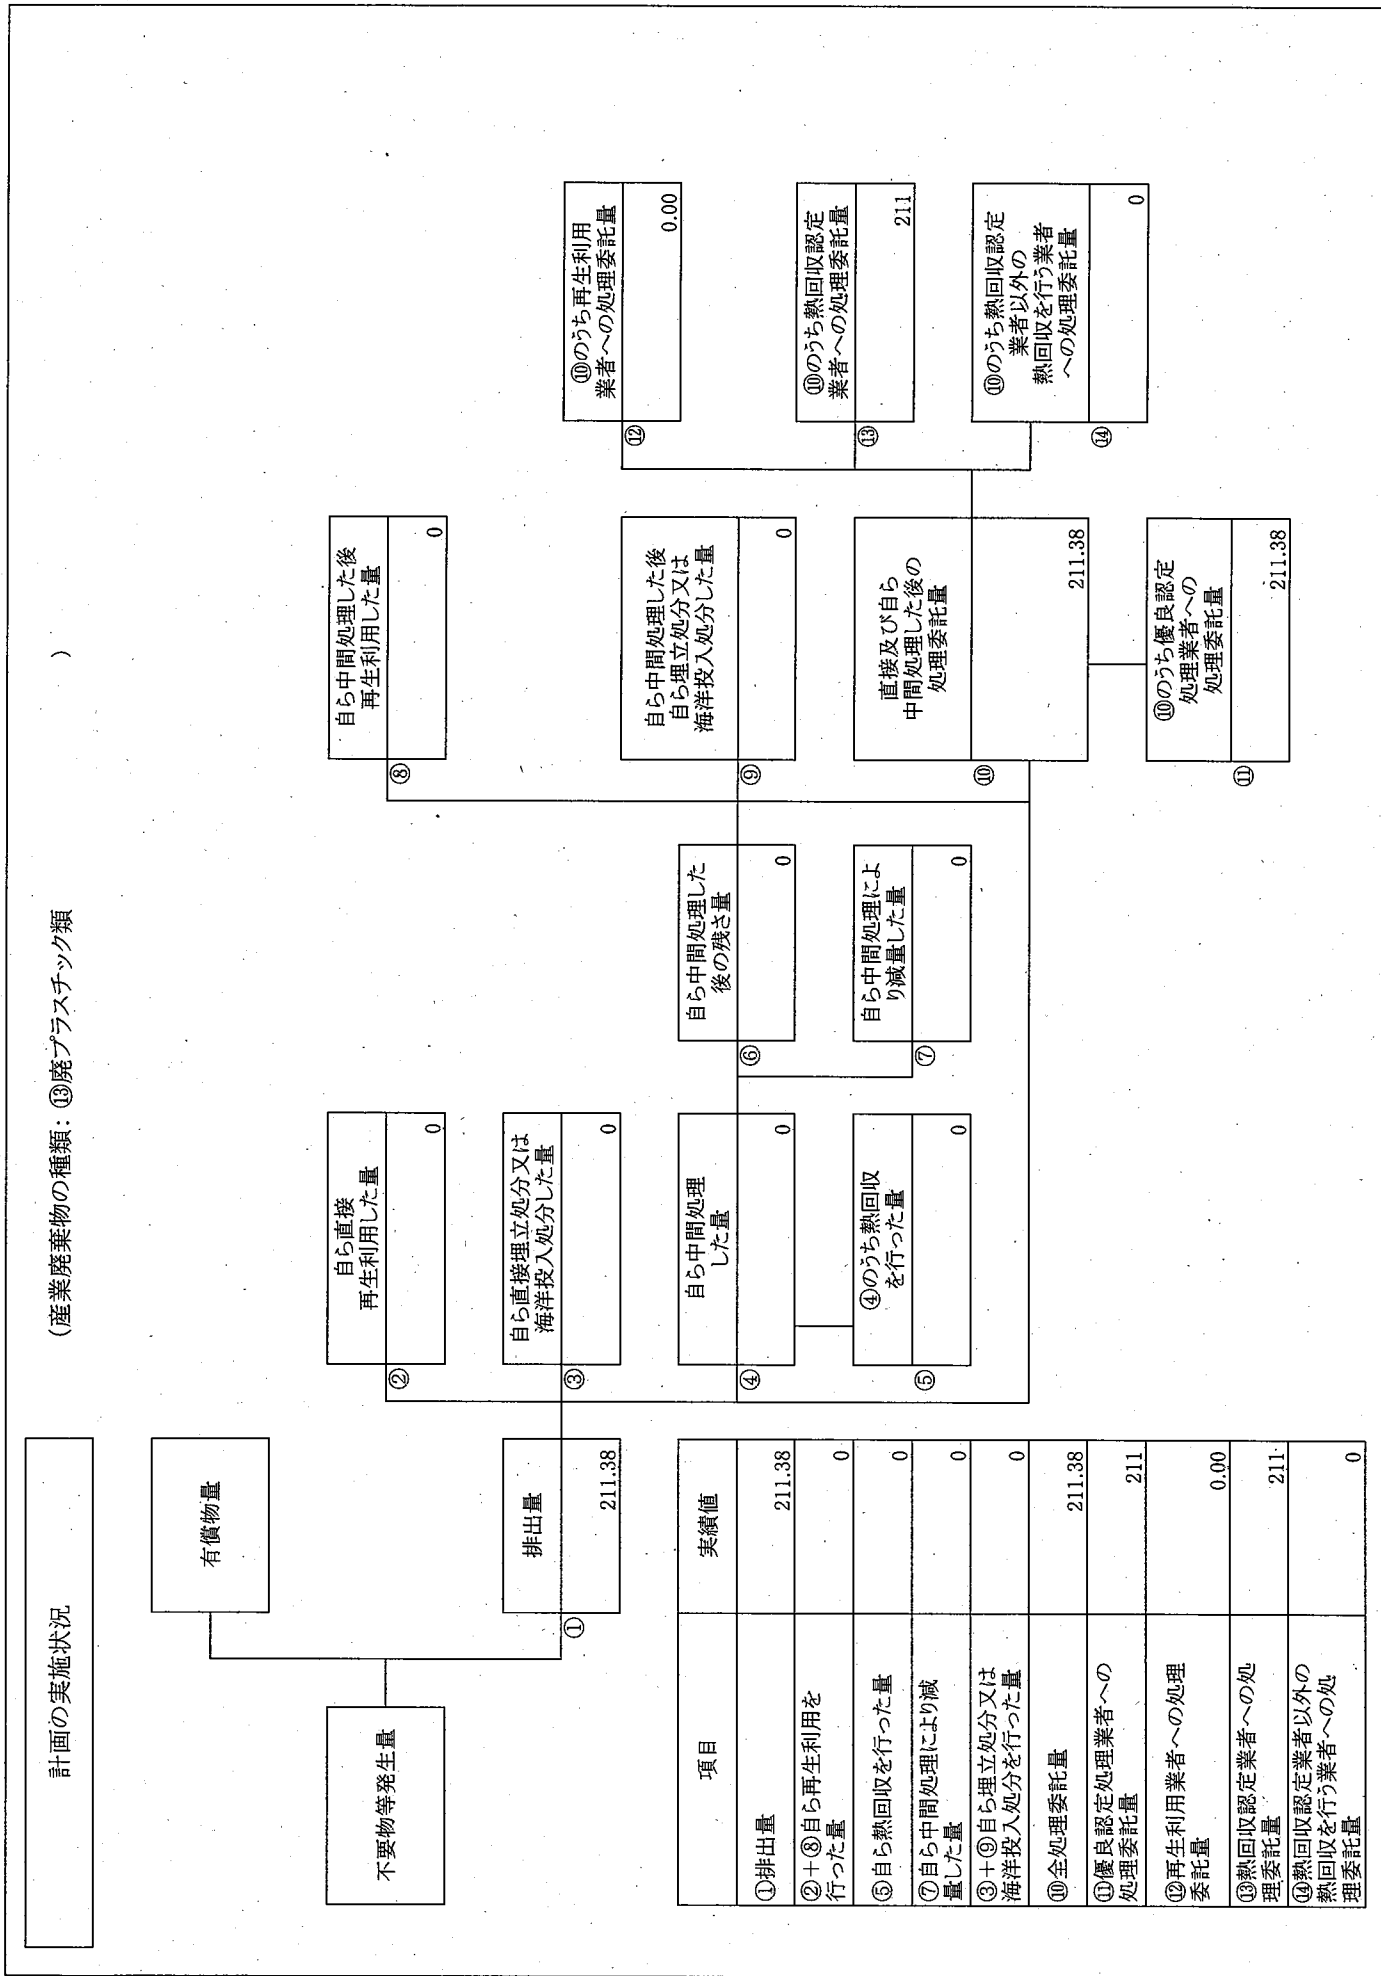 計画の実施状況
(産業廃棄物の種類:⑬廃プラスチック類
)
不要物等発生量
有償物量
①
排出量
211.38
②
自ら直接
再生利用した量
0
③
自ら直接埋立処分又は
海洋投入処分した量
0
④
自ら中間処理
した量
0
⑤
④のうち熱回収
を行った量
0
⑥
自ら中間処理した
後の残さ量
0
⑦
自ら中間処理によ
り減量した量
0
⑧
自ら中間処理した後
再生利用した量
0
⑨
自ら中間処理した後
自ら埋立処分又は
海洋投入処分した量
0
⑩
直接及び自ら
中間処理した後の
処理委託量
211.38
⑪
⑩のうち優良認定
処理業者への
処理委託量
211.38
⑫
⑩のうち再生利用
業者への処理委託量
0.00
⑬
⑩のうち熱回収認定
業者への処理委託量
211
⑭
⑩のうち熱回収認定
業者以外の
熱回収を行う業者
への処理委託量
0
項目 実績値
①排出量 211.38
②+⑧自ら再生利用を
行った量 0
⑤自ら熱回収を行った量 0
⑦自ら中間処理により減
量した量 0
③+⑨自ら埋立処分又は
海洋投入処分を行った量 0
⑩全処理委託量 211.38
⑪優良認定処理業者への
処理委託量 211
⑫再生利用業者への処理
委託量 0.00
⑬熱回収認定業者への処
理委託量 211
⑭熱回収認定業者以外の
熱回収を行う業者への処
理委託量 0